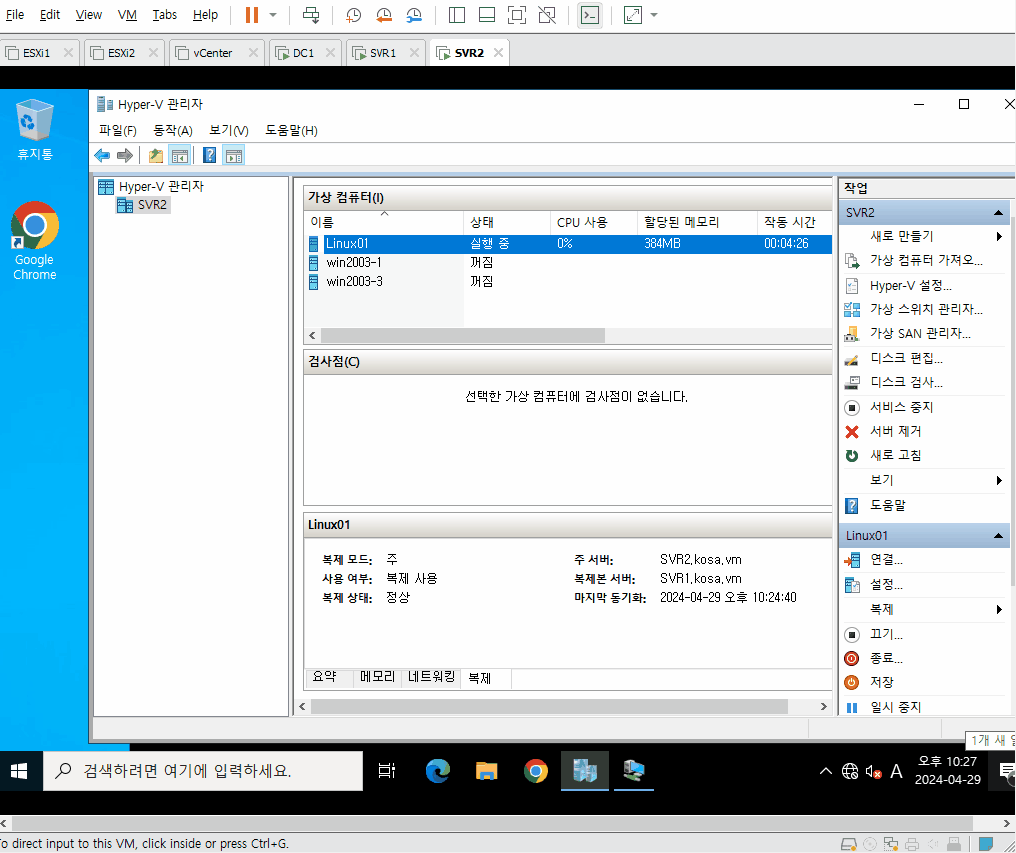 File Edit View VM Tabs Help
ESXi1 ESXi2 vCenter DC1 SVR1 SVR2
휴지통
Google
Chrome
Hyper-V 관리자
파일(F) 동작(A) 보기(V) 도움말(H)
Hyper-V 관리자
SVR2
가상 컴퓨터(I)
이름 상태 CPU 사용 할당된 메모리 작동 시간
Linux01 실행 중 0% 384MB 00:04:26
win2003-1 꺼짐
win2003-3 꺼짐
검사점(C)
선택한 가상 컴퓨터에 검사점이 없습니다.
Linux01
복제 모드: 주 주 서버: SVR2.kosa.vm
사용 여부: 복제 사용 복제본 서버: SVR1.kosa.vm
복제 상태: 정상 마지막 동기화: 2024-04-29 오후 10:24:40
요약 메모리 네트워킹 복제
작업
SVR2
새로 만들기
가상 컴퓨터 가져오...
Hyper-V 설정...
가상 스위치 관리자...
가상 SAN 관리자...
디스크 편집...
디스크 검사...
서비스 중지
서버 제거
새로 고침
보기
도움말
Linux01
연결...
설정...
복제
끄기...
종료...
저장
일시 중지
1개 새
검색하려면 여기에 입력하세요.
A
오후 10:27
2024-04-29
To direct input to this VM, click inside or press Ctrl+G.